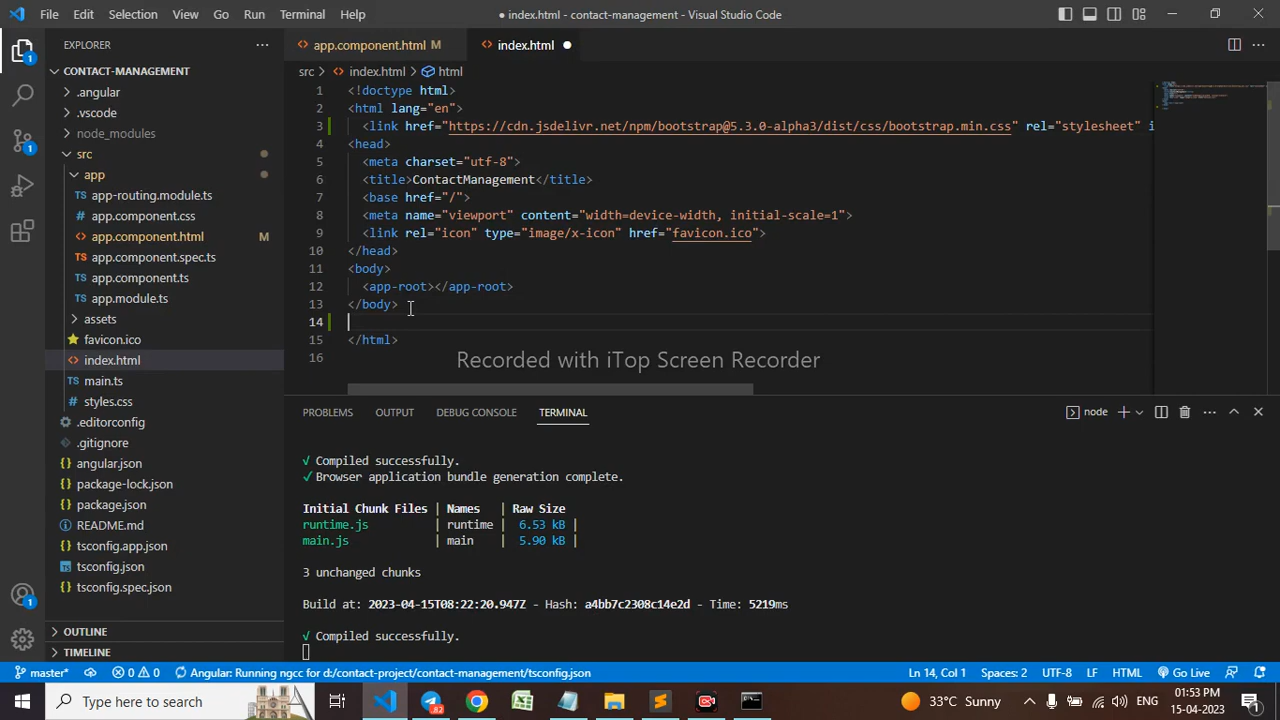 File Edit Selection View Go Run Terminal Help
● index.html - contact-management - Visual Studio Code
EXPLORER
CONTACT-MANAGEMENT
.angular
.vscode
node_modules
src
app
TS app-routing.module.ts
app.component.css
app.component.html M
TS app.component.spec.ts
TS app.component.ts
TS app.module.ts
assets
favicon.ico
index.html
TS main.ts
styles.css
.editorconfig
.gitignore
angular.json
package-lock.json
package.json
README.md
tsconfig.app.json
tsconfig.json
tsconfig.spec.json
OUTLINE
TIMELINE
app.component.html M
index.html ●
src > index.html > html
1 <!doctype html>
2 <html lang="en">
3 <link href="https://cdn.jsdelivr.net/npm/bootstrap@5.3.0-alpha3/dist/css/bootstrap.min.css" rel="stylesheet" i
4 <head>
5 <meta charset="utf-8">
6 <title>ContactManagement</title>
7 <base href="/">
8 <meta name="viewport" content="width=device-width, initial-scale=1">
9 <link rel="icon" type="image/x-icon" href="favicon.ico">
10 </head>
11 <body>
12 <app-root></app-root>
13 </body>
14
15 </html>
16
Recorded with iTop Screen Recorder
PROBLEMS OUTPUT DEBUG CONSOLE TERMINAL
node
√ Compiled successfully.
✓ Browser application bundle generation complete.
Initial Chunk Files | Names | Raw Size
runtime.js | runtime | 6.53 kB |
main.js | main | 5.90 kB |
3 unchanged chunks
Build at: 2023-04-15T08:22:20.947Z - Hash: a4bb7c2308c14e2d - Time: 5219ms
√ Compiled successfully.
master* 0 0 Angular: Running ngcc for d:/contact-project/contact-management/tsconfig.json
Ln 14, Col 1 Spaces: 2 UTF-8 LF HTML Go Live
Type here to search
33°C Sunny
ENG
01:53 PM
15-04-2023